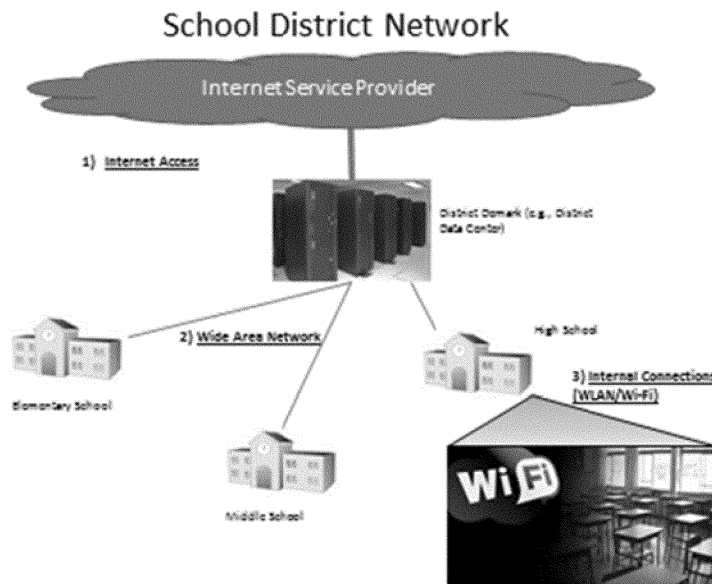 School District Network
Internet Service Provider
1) Internet Access
District Demark (e.g., District
Data Center)
2) Wide Area Network
High School
3) Internal Connections
(WLAN/Wi-Fi)
Elementary School
WiFi
Middle School